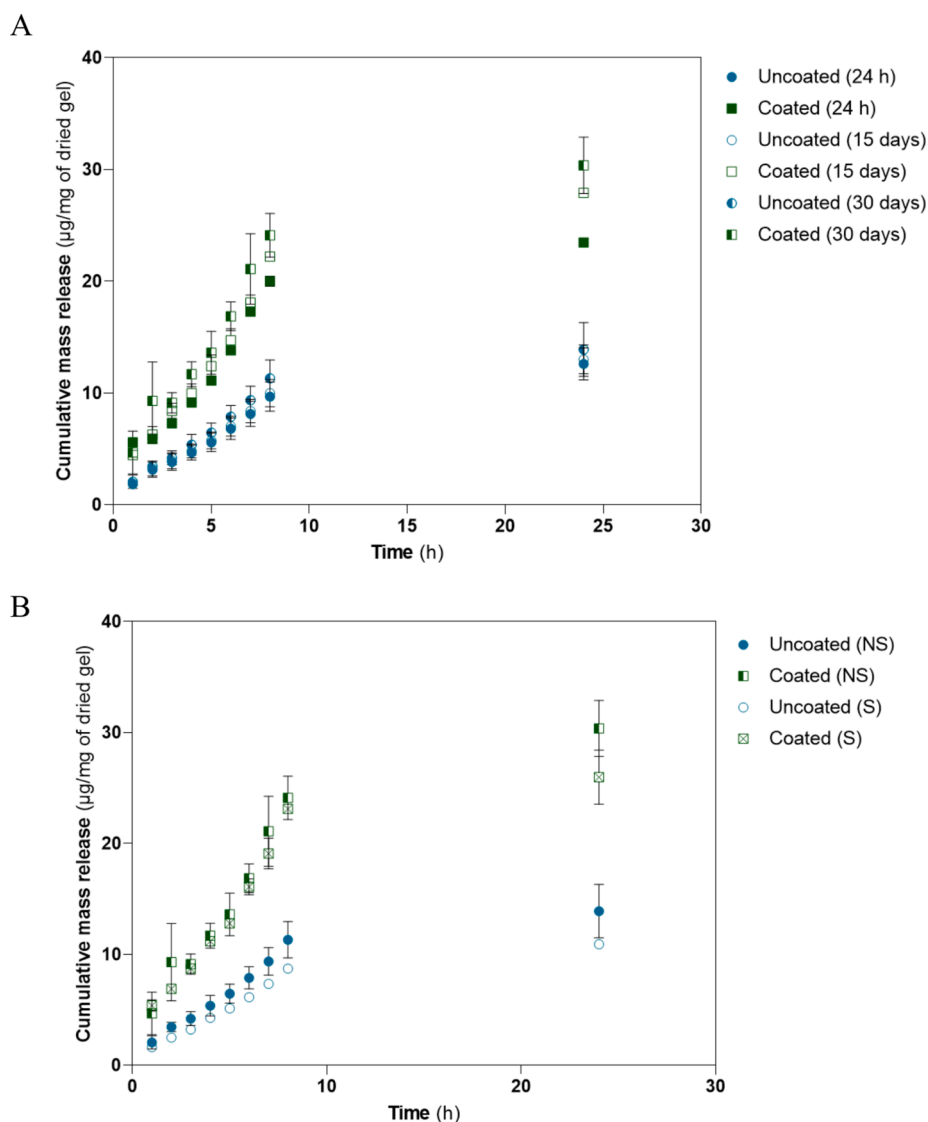 A
Cumulative mass release (µg/mg of dried gel)
40
30
20
10
0
0 5 10 15 20 25 30
Time (h)
Uncoated (24 h)
Coated (24 h)
Uncoated (15 days)
Coated (15 days)
Uncoated (30 days)
Coated (30 days)
B
Cumulative mass release (µg/mg of dried gel)
40
30
20
10
0
0 10 20 30
Time (h)
Uncoated (NS)
Coated (NS)
Uncoated (S)
Coated (S)